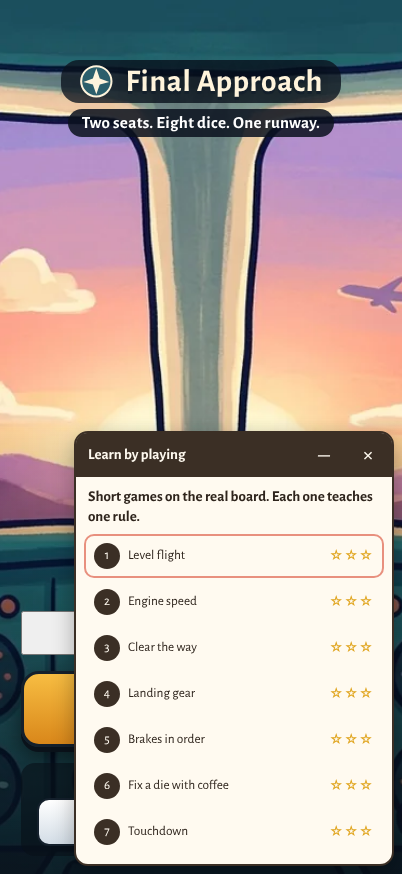 Final Approach
Two seats. Eight dice. One runway.
Learn by playing
Short games on the real board. Each one teaches
one rule.
1 Level flight
2 Engine speed
3 Clear the way
4 Landing gear
5 Brakes in order
6 Fix a die with coffee
7 Touchdown